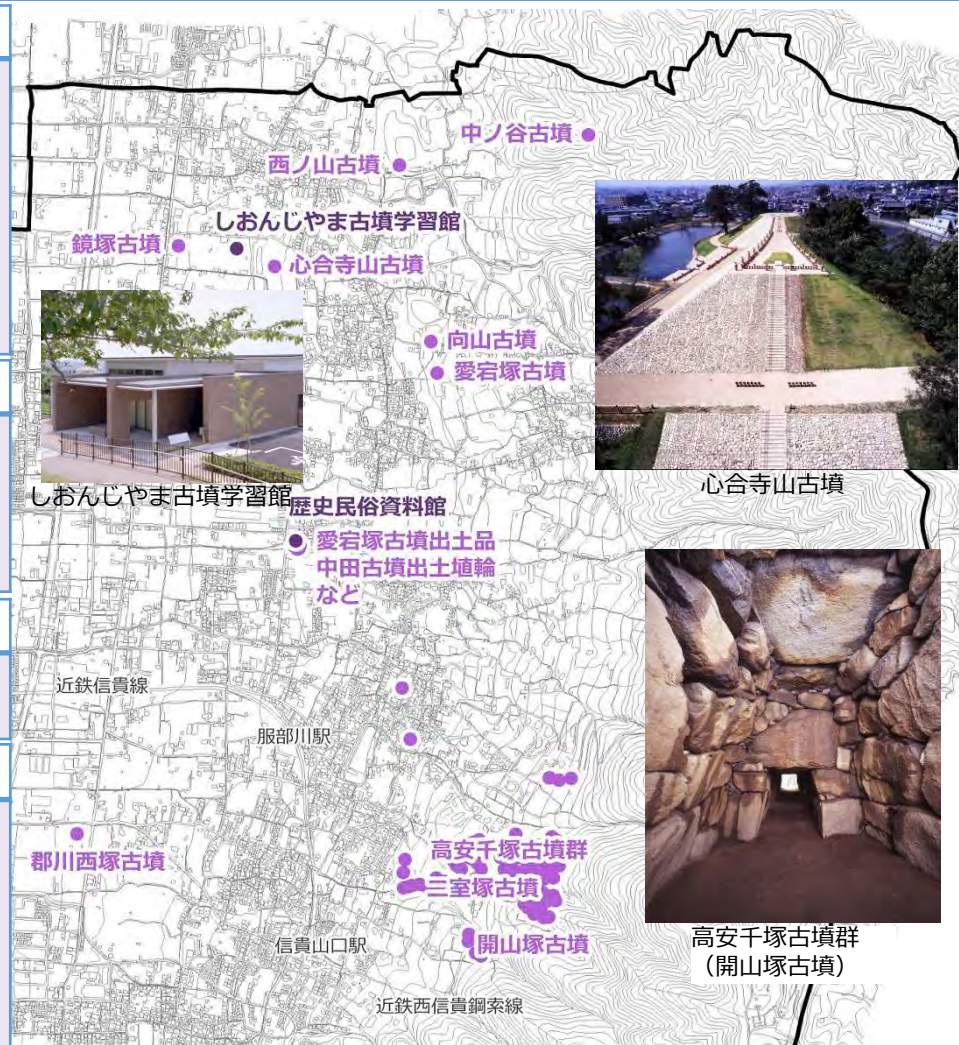 中ノ谷古墳
西ノ山古墳
しおんじやま古墳学習館
鏡塚古墳
心合寺山古墳
向山古墳
愛宕塚古墳
しおんじやま古墳学習館
心合寺山古墳
歴史民俗資料館
愛宕塚古墳出土品
中田古墳出土埴輪
など
近鉄信貴線
服部川駅
高安千塚古墳群
郡川西塚古墳
三室塚古墳
信貴山口駅
開山塚古墳
高安千塚古墳群
（開山塚古墳）
近鉄西信貴鋼索線